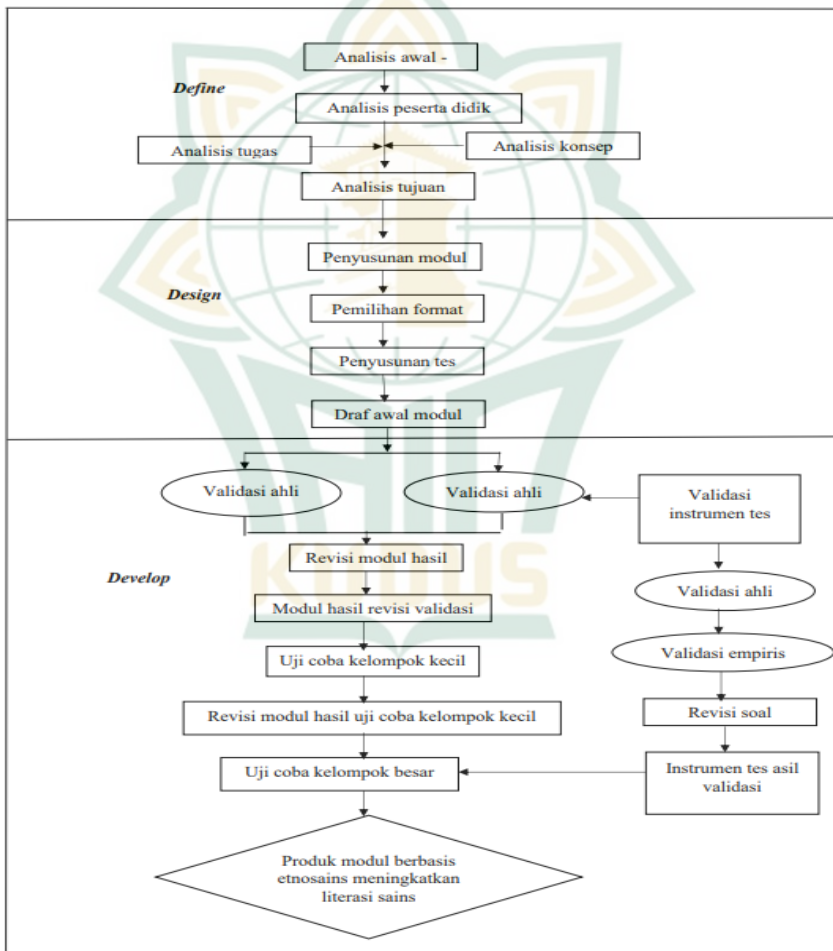 Analisis awal -
Define
Analisis peserta didik
Analisis tugas
Analisis konsep
Analisis tujuan
Penyusunan modul
Design
Pemilihan format
Penyusunan tes
Draf awal modul
Validasi ahli
Validasi ahli
Validasi
instrumen tes
Revisi modul hasil
Develop
KUDUS
Validasi ahli
Modul hasil revisi validasi
Validasi empiris
Uji coba kelompok kecil
Revisi modul hasil uji coba kelompok kecil
Revisi soal
Uji coba kelompok besar
Instrumen tes asil
validasi
Produk modul berbasis
etnosains meningkatkan
literasi sains